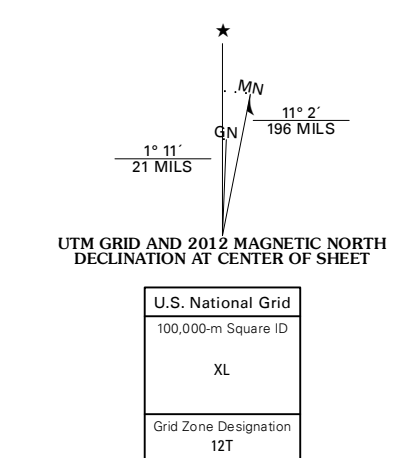 ★
MN
11° 2´
196 MILS
GN
1° 11´
21 MILS
UTM GRID AND 2012 MAGNETIC NORTH
DECLINATION AT CENTER OF SHEET
U.S. National Grid
100,000-m Square ID
XL
Grid Zone Designation
12T